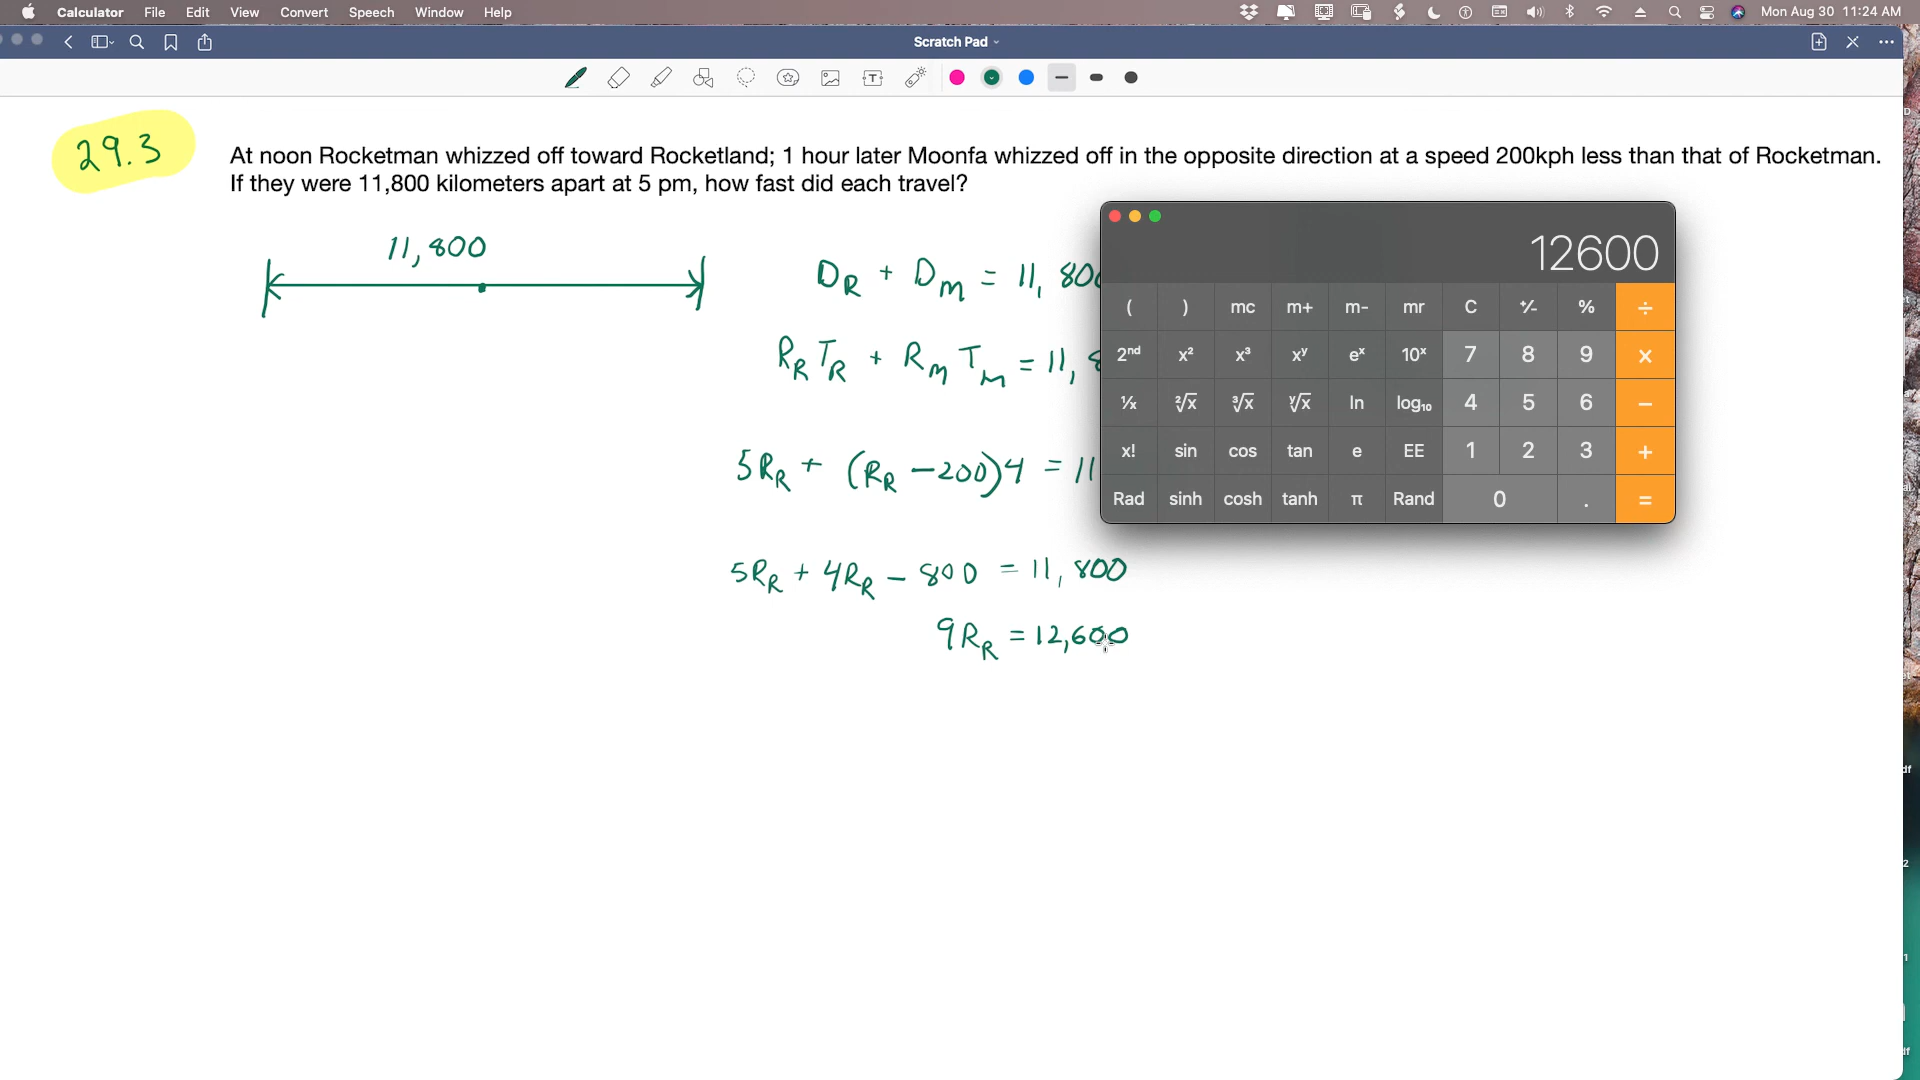 Calculator File Edit View Convert Speech Window Help Mon Aug 30 11:24 AM
Scratch Pad
29.3
At noon Rocketman whizzed off toward Rocketland; 1 hour later Moonfa whizzed off in the opposite direction at a speed 200kph less than that of Rocketman.
If they were 11,800 kilometers apart at 5 pm, how fast did each travel?
11,800
D_R + D_M = 11,800
R_R T_R + R_M T_M = 11, 8
5R_R + (R_R - 200)4 = 11
5R_R + 4R_R - 800 = 11,800
9R_R = 12,600
12600
( ) mc m+ m- mr C +/- % ÷
2nd x² x³ xʸ eˣ 10ˣ 7 8 9 ×
1/x ²√x ³√x ʸ√x ln log₁₀ 4 5 6 −
x! sin cos tan e EE 1 2 3 +
Rad sinh cosh tanh π Rand 0 . =